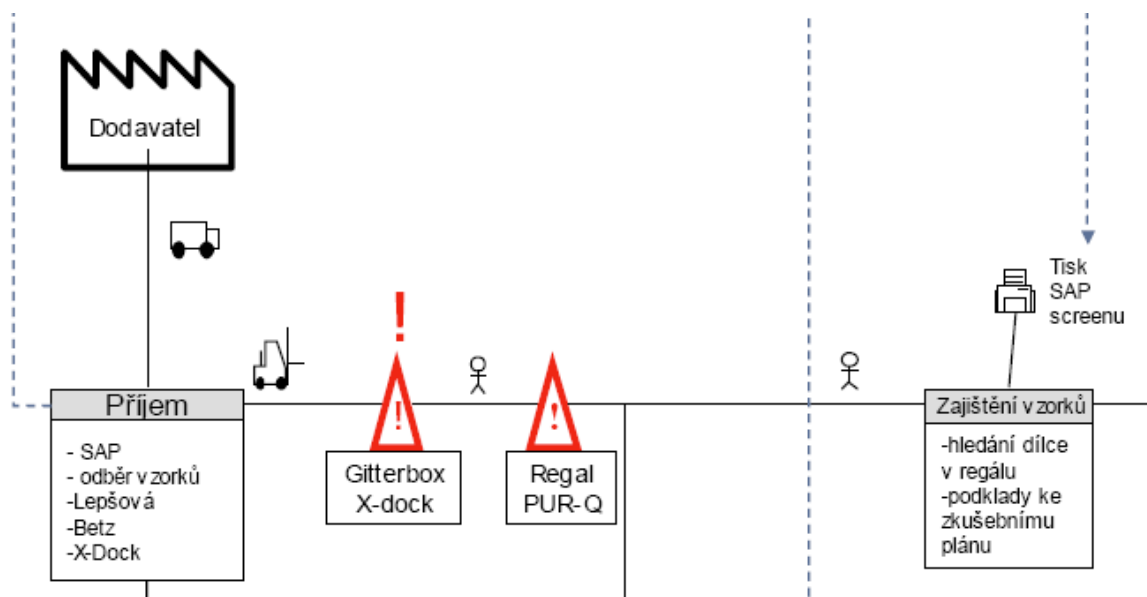 Dodavatel
Tisk
SAP
screenu
!
Příjem
- SAP
- odběr vzorků
-Lepšová
-Betz
-X-Dock
!
Gitterbox
X-dock
!
Regal
PUR-Q
Zajištění vzorků
-hledání dílce
v regálu
-podklady ke
zkušebnímu
plánu